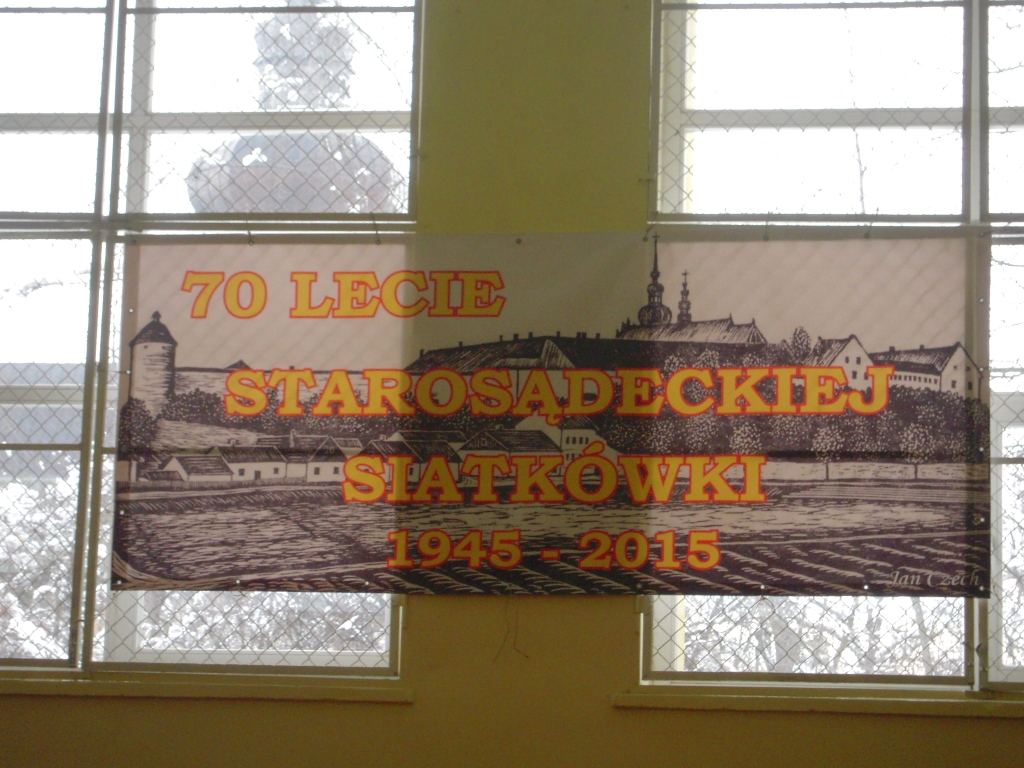 70 LECIE
STAROSĄDECKIEJ
SIATKÓWKI
1945 - 2015
Jan Czech